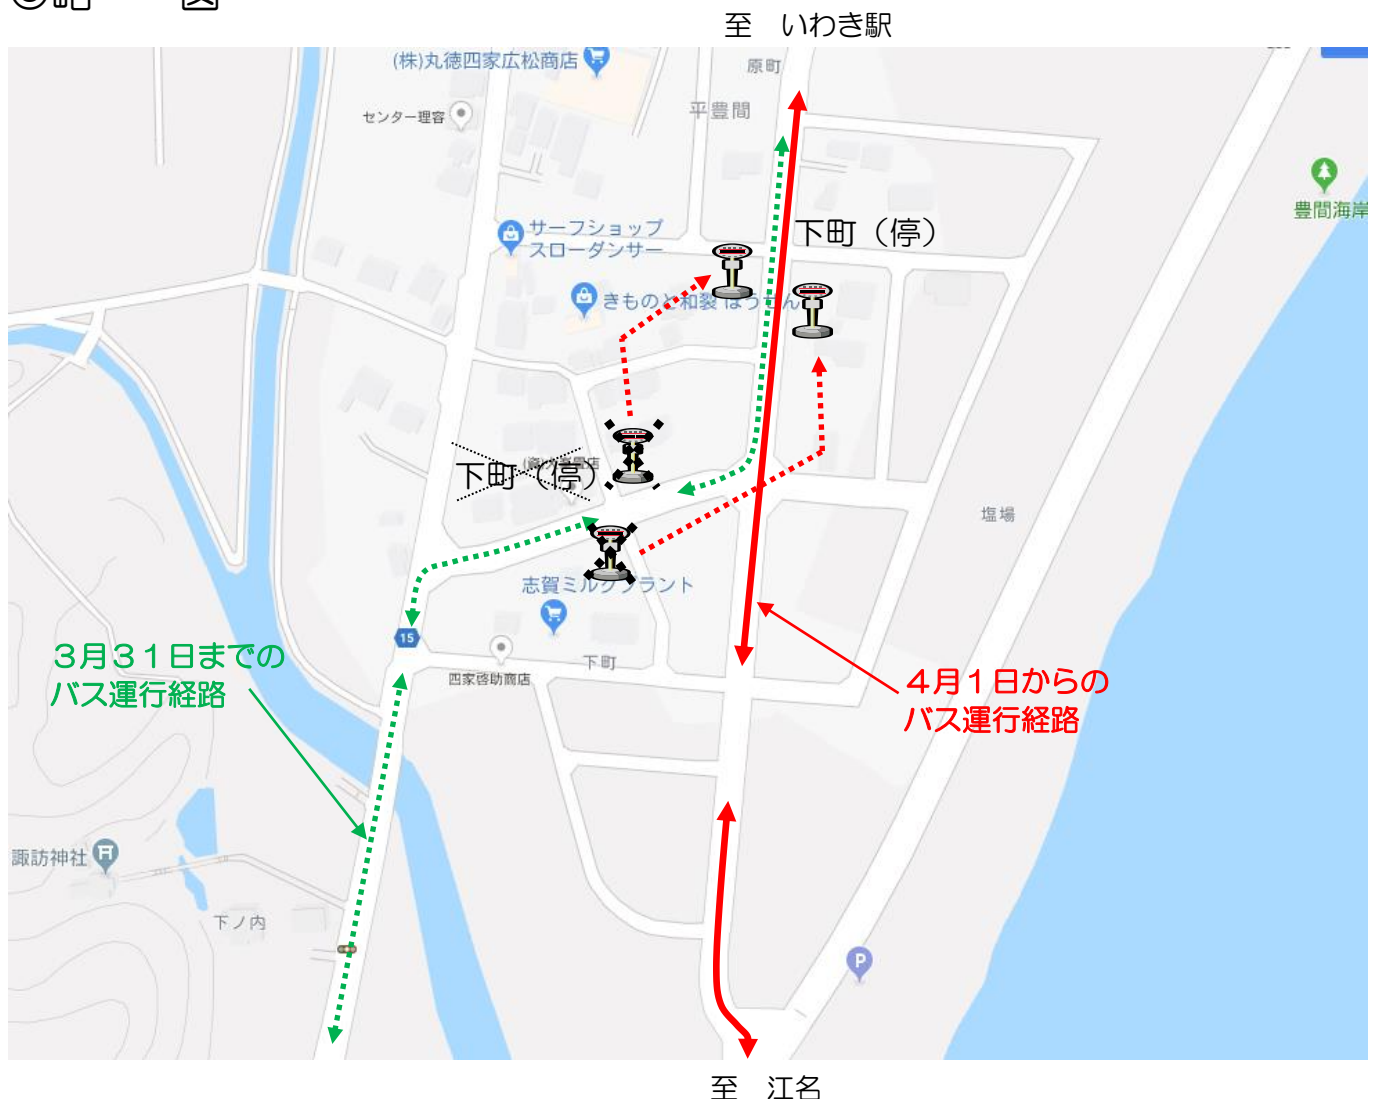 至　いわき駅
(株)丸徳四家広松商店
原町
平豊間
センター理容
豊間海岸
サーフショップ
スローダンサー
下町（停）
きものと和裁
下町（停）
塩場
志賀ミルクプラント
15
下町
四家啓助商店
３月３１日までの
バス運行経路
４月１日からの
バス運行経路
諏訪神社
下ノ内
P
至　江名